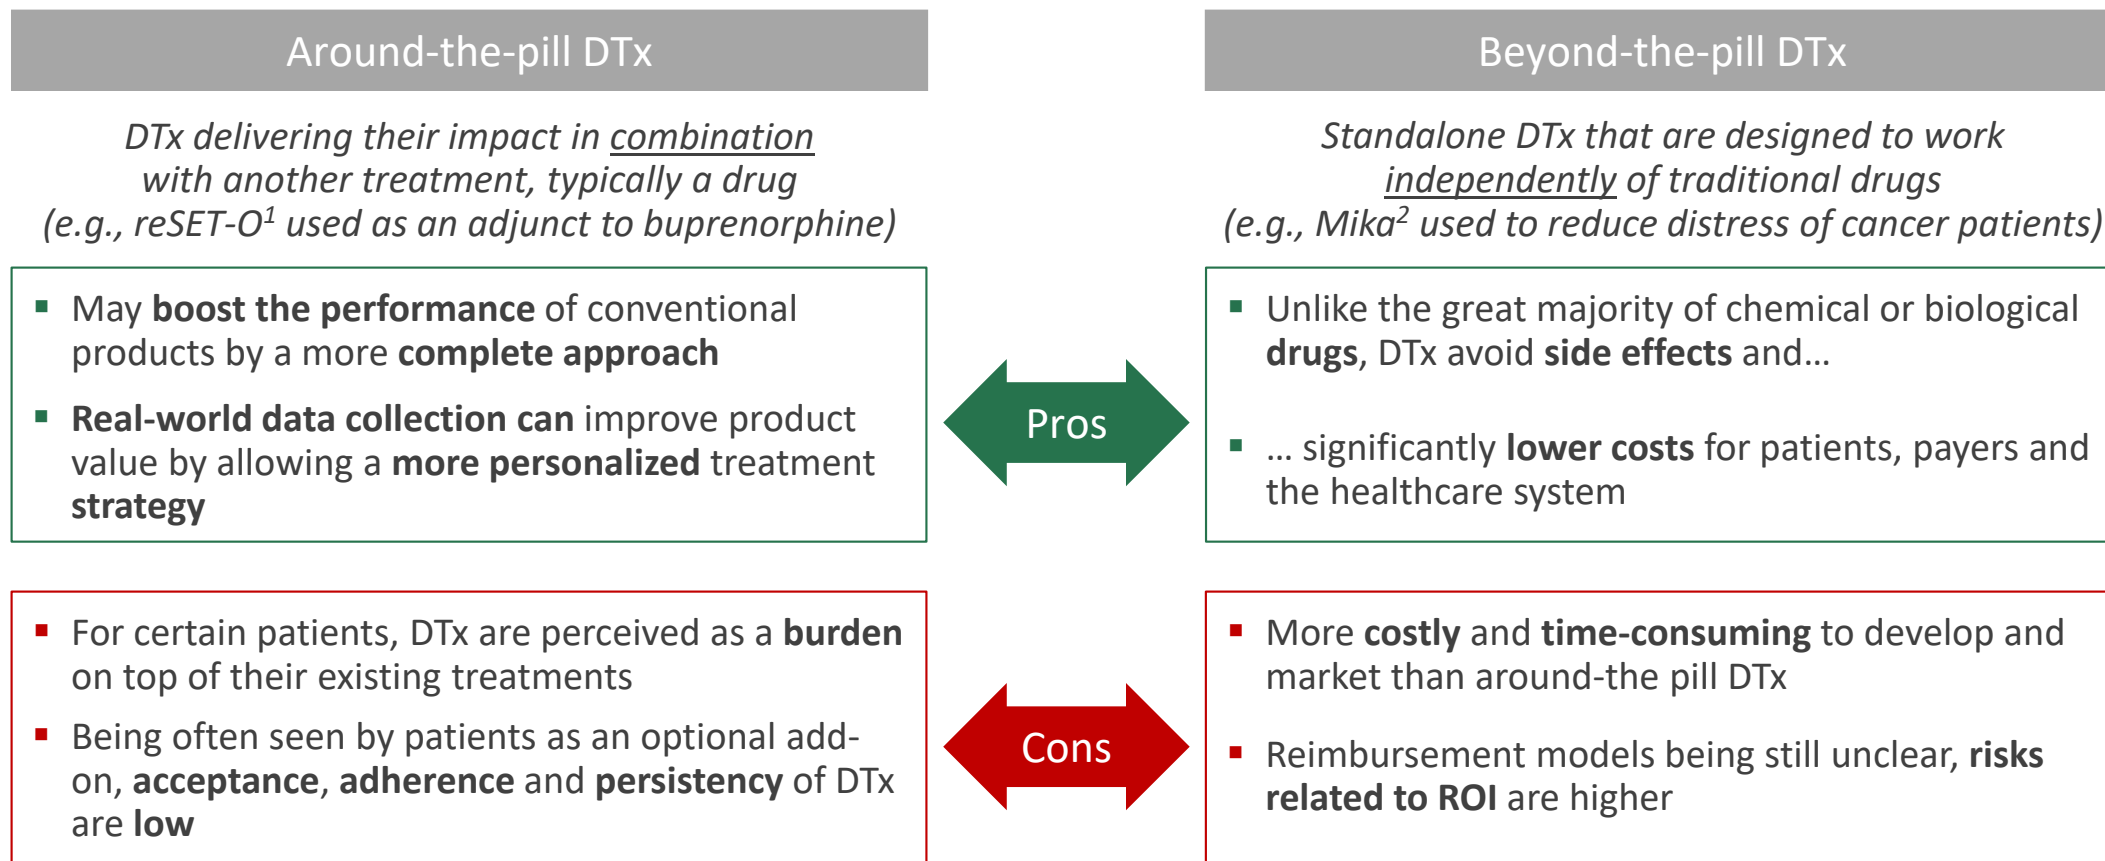 Around-the-pill DTx
DTx delivering their impact in combination
with another treatment, typically a drug
(e.g., reSET-O1 used as an adjunct to buprenorphine)
▪ May boost the performance of conventional
products by a more complete approach
▪ Real-world data collection can improve product
value by allowing a more personalized treatment
strategy
Beyond-the-pill DTx
Standalone DTx that are designed to work
independently of traditional drugs
(e.g., Mika2 used to reduce distress of cancer patients)
Pros
▪ Unlike the great majority of chemical or biological
drugs, DTx avoid side effects and…
▪ … significantly lower costs for patients, payers and
the healthcare system
▪ For certain patients, DTx are perceived as a burden
on top of their existing treatments
▪ Being often seen by patients as an optional add-
on, acceptance, adherence and persistency of DTx
are low
Cons
▪ More costly and time-consuming to develop and
market than around-the pill DTx
▪ Reimbursement models being still unclear, risks
related to ROI are higher